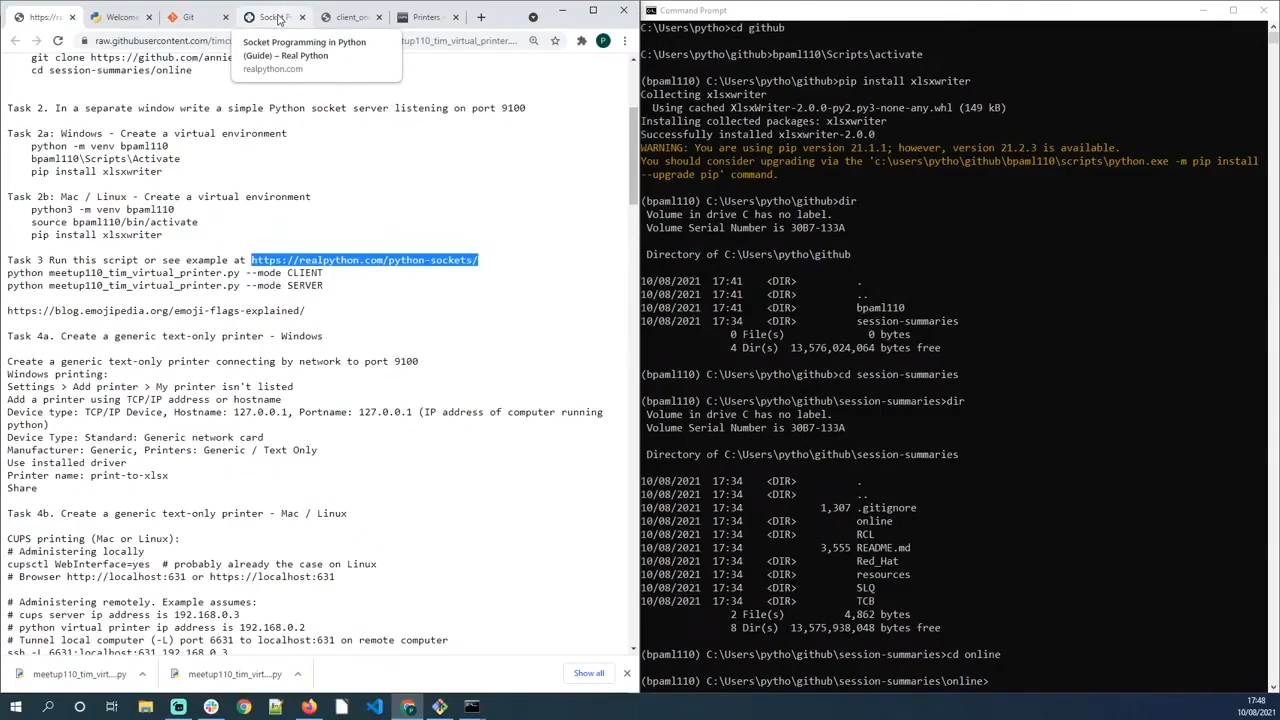 https://ra
Welcome
Git
Socket P
client_on
Printers -
raw.githubusercontent.com/timcu
etup110_tim_virtual_printer....
P
Socket Programming in Python
(Guide) – Real Python
realpython.com
git clone https://github.com/annie
cd session-summaries/online
Task 2. In a separate window write a simple Python socket server listening on port 9100
Task 2a: Windows - Create a virtual environment
python -m venv bpaml110
bpaml110\Scripts\Activate
pip install xlsxwriter
Task 2b: Mac / Linux - Create a virtual environment
python3 -m venv bpaml110
source bpaml110/bin/activate
pip install xlsxwriter
Task 3 Run this script or see example at https://realpython.com/python-sockets/
python meetup110_tim_virtual_printer.py --mode CLIENT
python meetup110_tim_virtual_printer.py --mode SERVER
https://blog.emojipedia.org/emoji-flags-explained/
Task 4a. Create a generic text-only printer - Windows
Create a generic text-only printer connecting by network to port 9100
Windows printing:
Settings > Add printer > My printer isn't listed
Add a printer using TCP/IP address or hostname
Device type: TCP/IP Device, Hostname: 127.0.0.1, Portname: 127.0.0.1 (IP address of computer running
python)
Device Type: Standard: Generic network card
Manufacturer: Generic, Printers: Generic / Text Only
Use installed driver
Printer name: print-to-xlsx
Share
Task 4b. Create a generic text-only printer - Mac / Linux
CUPS printing (Mac or Linux):
# Administering locally
cupsctl WebInterface=yes  # probably already the case on Linux
# Browser http://localhost:631 or https://localhost:631
# Administering remotely. Example assumes:
# cups server ip address is 192.168.0.3
# python virtual printer ip address is 192.168.0.2
# Tunnel local computer (-L) port 6631 to localhost:631 on remote computer
ssh -L 6631:localhost:631 192.168.0.3
meetup110_tim_virt....py
meetup110_tim_virt....py
Show all
Command Prompt
C:\Users\pytho>cd github
C:\Users\pytho\github>bpaml110\Scripts\activate
(bpaml110) C:\Users\pytho\github>pip install xlsxwriter
Collecting xlsxwriter
Using cached XlsxWriter-2.0.0-py2.py3-none-any.whl (149 kB)
Installing collected packages: xlsxwriter
Successfully installed xlsxwriter-2.0.0
WARNING: You are using pip version 21.1.1; however, version 21.2.3 is available.
You should consider upgrading via the 'c:\users\pytho\github\bpaml110\scripts\python.exe -m pip install
--upgrade pip' command.
(bpaml110) C:\Users\pytho\github>dir
Volume in drive C has no label.
Volume Serial Number is 30B7-133A
Directory of C:\Users\pytho\github
10/08/2021  17:41    <DIR>          .
10/08/2021  17:41    <DIR>          ..
10/08/2021  17:41    <DIR>          bpaml110
10/08/2021  17:34    <DIR>          session-summaries
0 File(s)              0 bytes
4 Dir(s)  13,576,024,064 bytes free
(bpaml110) C:\Users\pytho\github>cd session-summaries
(bpaml110) C:\Users\pytho\github\session-summaries>dir
Volume in drive C has no label.
Volume Serial Number is 30B7-133A
Directory of C:\Users\pytho\github\session-summaries
10/08/2021  17:34    <DIR>          .
10/08/2021  17:34    <DIR>          ..
10/08/2021  17:34             1,307 .gitignore
10/08/2021  17:34    <DIR>          online
10/08/2021  17:34    <DIR>          RCL
10/08/2021  17:34             3,555 README.md
10/08/2021  17:34    <DIR>          Red_Hat
10/08/2021  17:34    <DIR>          resources
10/08/2021  17:34    <DIR>          SLQ
10/08/2021  17:34    <DIR>          TCB
2 File(s)          4,862 bytes
8 Dir(s)  13,575,938,048 bytes free
(bpaml110) C:\Users\pytho\github\session-summaries>cd online
(bpaml110) C:\Users\pytho\github\session-summaries\online>
17:48
10/08/2021